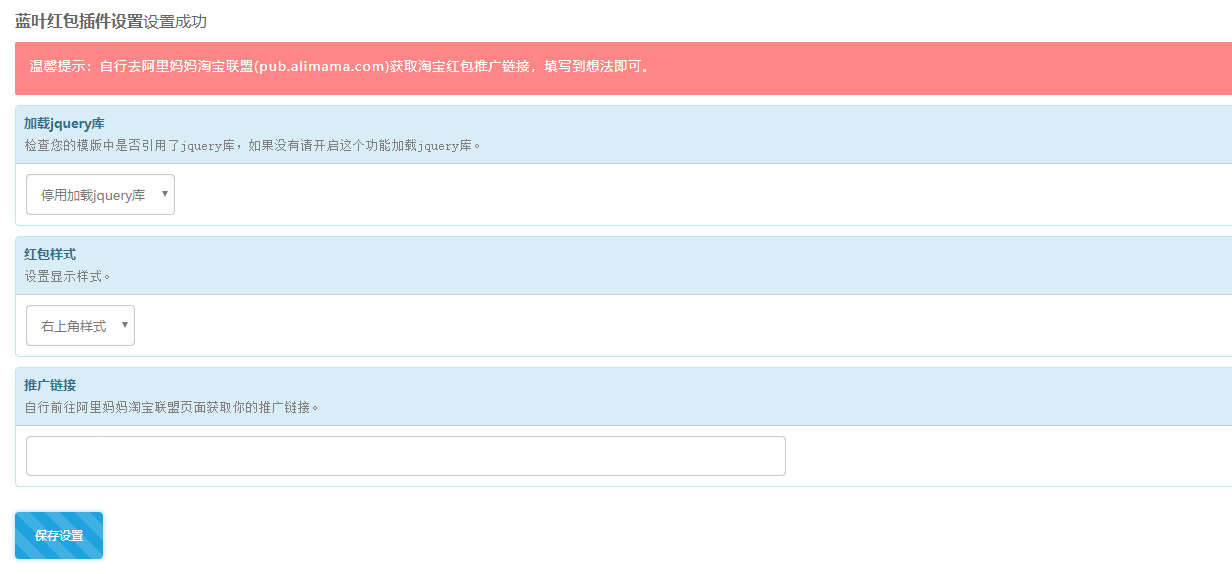 蓝叶红包插件设置设置成功
温馨提示：自行去阿里妈妈淘宝联盟(pub.alimama.com)获取淘宝红包推广链接，填写到想法即可。
加载jquery库
检查您的模版中是否引用了jquery库，如果没有请开启这个功能加载jquery库。
停用加载jquery库
红包样式
设置显示样式。
右上角样式
推广链接
自行前往阿里妈妈淘宝联盟页面获取你的推广链接。
保存设置